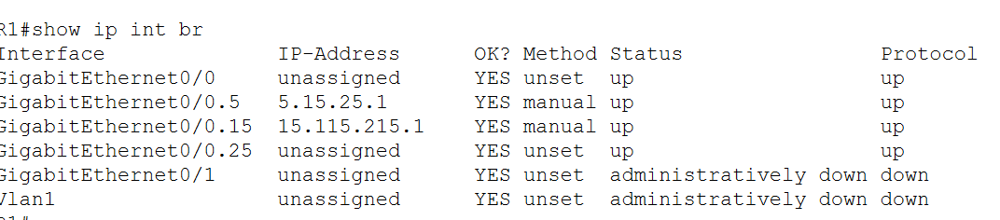 R1#show ip int br
Interface IP-Address OK? Method Status Protocol
GigabitEthernet0/0 unassigned YES unset up up
GigabitEthernet0/0.5 5.15.25.1 YES manual up up
GigabitEthernet0/0.15 15.115.215.1 YES manual up up
GigabitEthernet0/0.25 unassigned YES unset up up
GigabitEthernet0/1 unassigned YES unset administratively down down
Vlan1 unassigned YES unset administratively down down
R1#